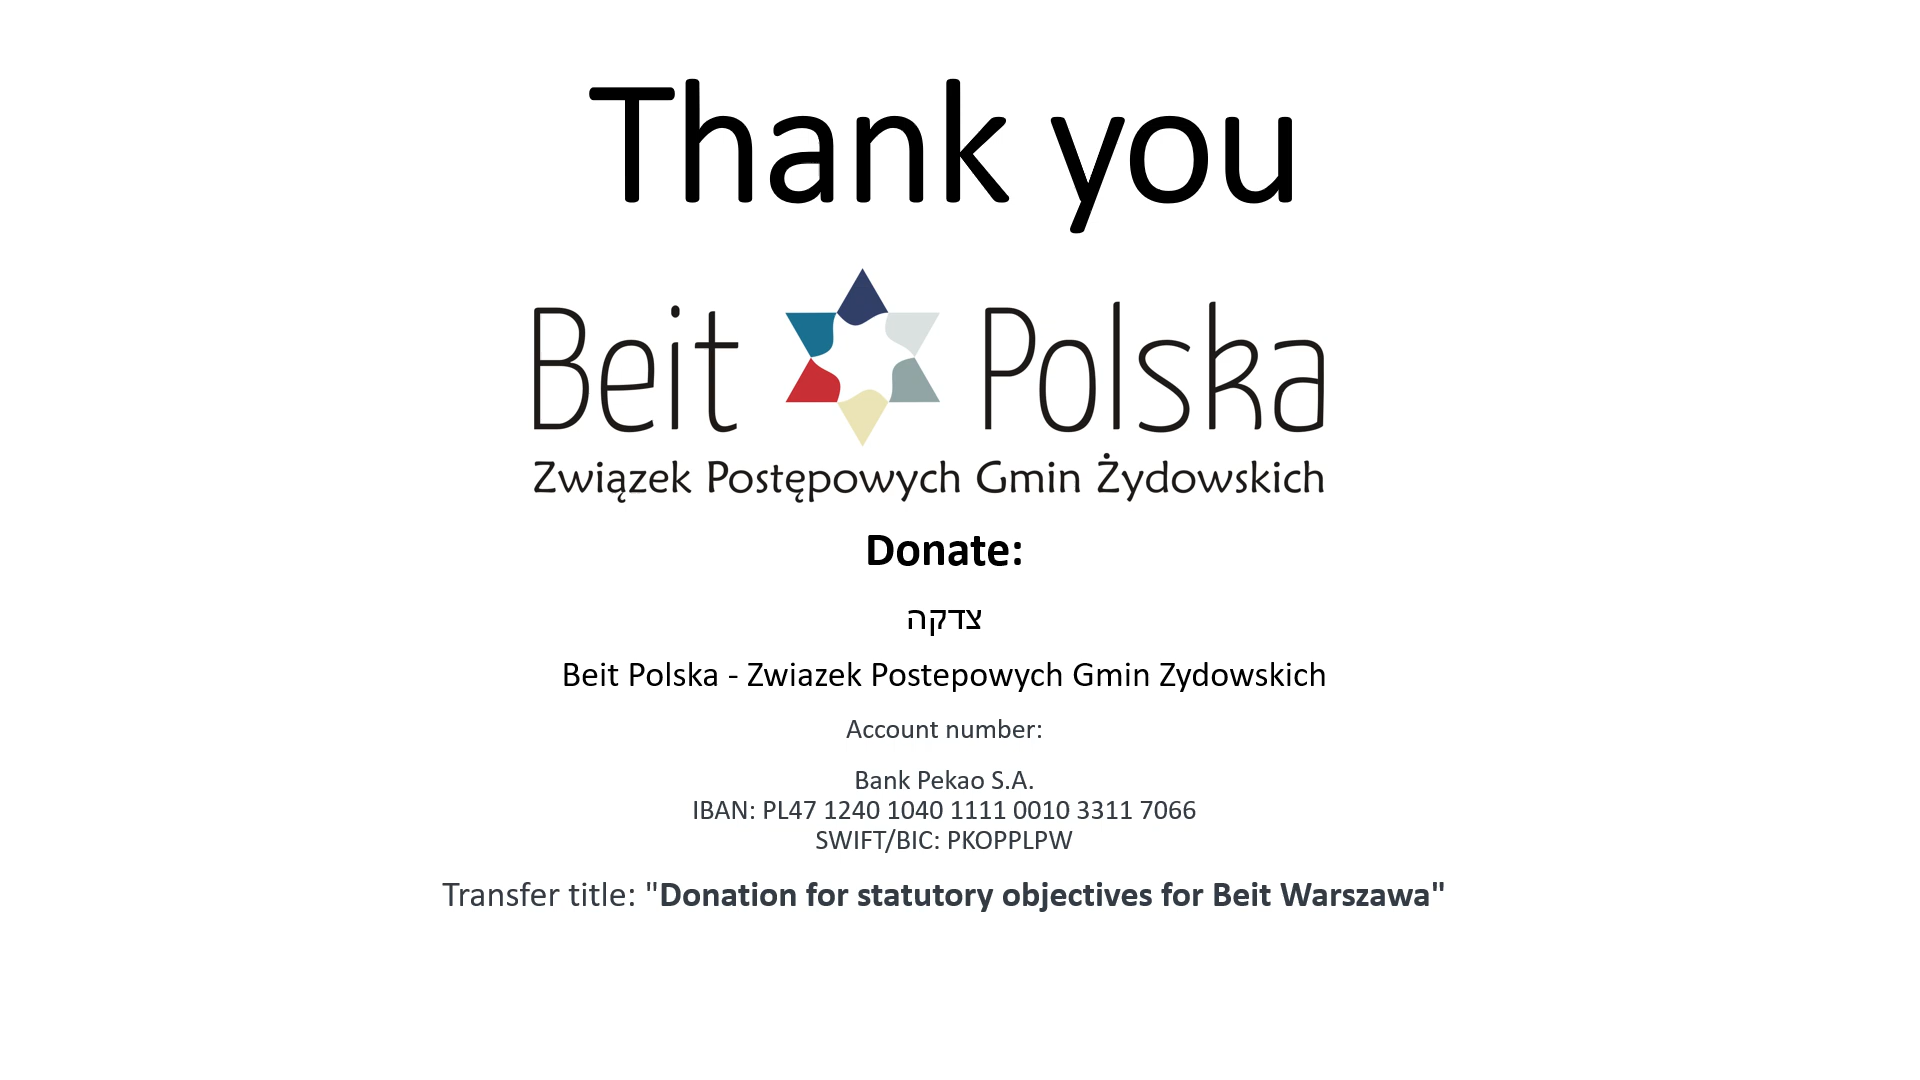 Thank you
Beit Polska
Związek Postępowych Gmin Żydowskich
Donate:
צדקה
Beit Polska - Zwiazek Postepowych Gmin Zydowskich
Account number:
Bank Pekao S.A.
IBAN: PL47 1240 1040 1111 0010 3311 7066
SWIFT/BIC: PKOPPLPW
Transfer title: "Donation for statutory objectives for Beit Warszawa"